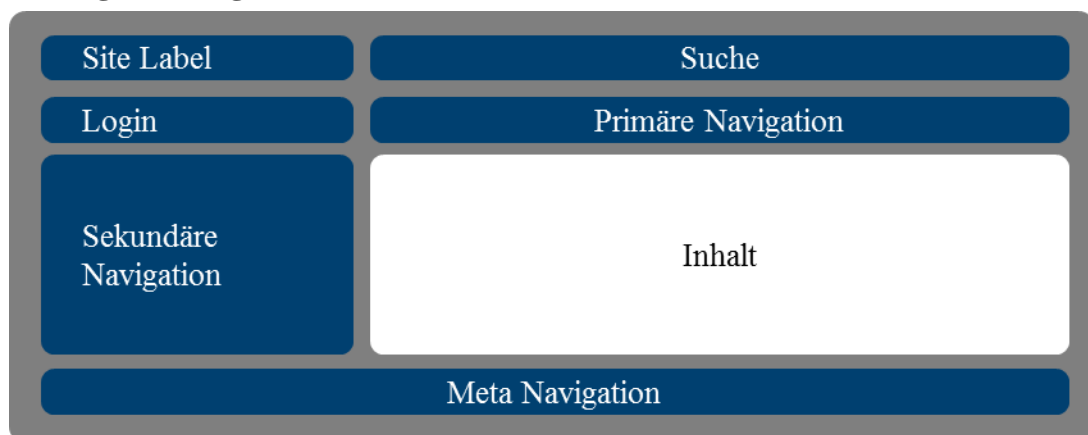 Site Label
Suche
Login
Primäre Navigation
Sekundäre
Navigation
Inhalt
Meta Navigation